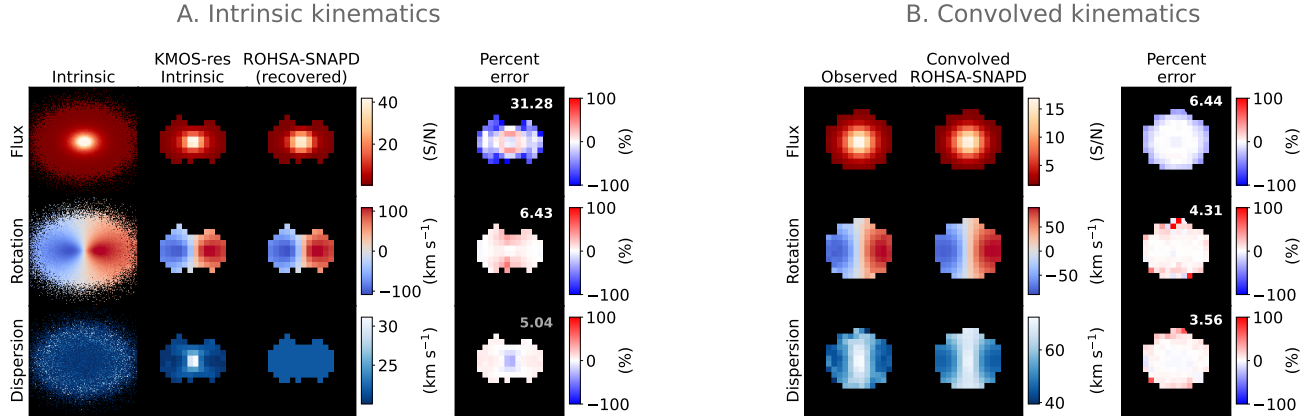 A. Intrinsic kinematics
B. Convolved kinematics
Intrinsic
KMOS-res
Intrinsic
ROHSA-SNAPD
(recovered)
Percent
error
Observed
Convolved
ROHSA-SNAPD
Percent
error
Flux
40
20
(S/N)
31.28
100
0
−100
(%)
Flux
15
10
5
(S/N)
6.44
100
0
−100
(%)
Rotation
100
0
−100
(km s⁻¹)
6.43
100
0
−100
(%)
Rotation
50
0
−50
(km s⁻¹)
4.31
100
0
−100
(%)
Dispersion
30
25
(km s⁻¹)
5.04
100
0
−100
(%)
Dispersion
60
40
(km s⁻¹)
3.56
100
0
−100
(%)